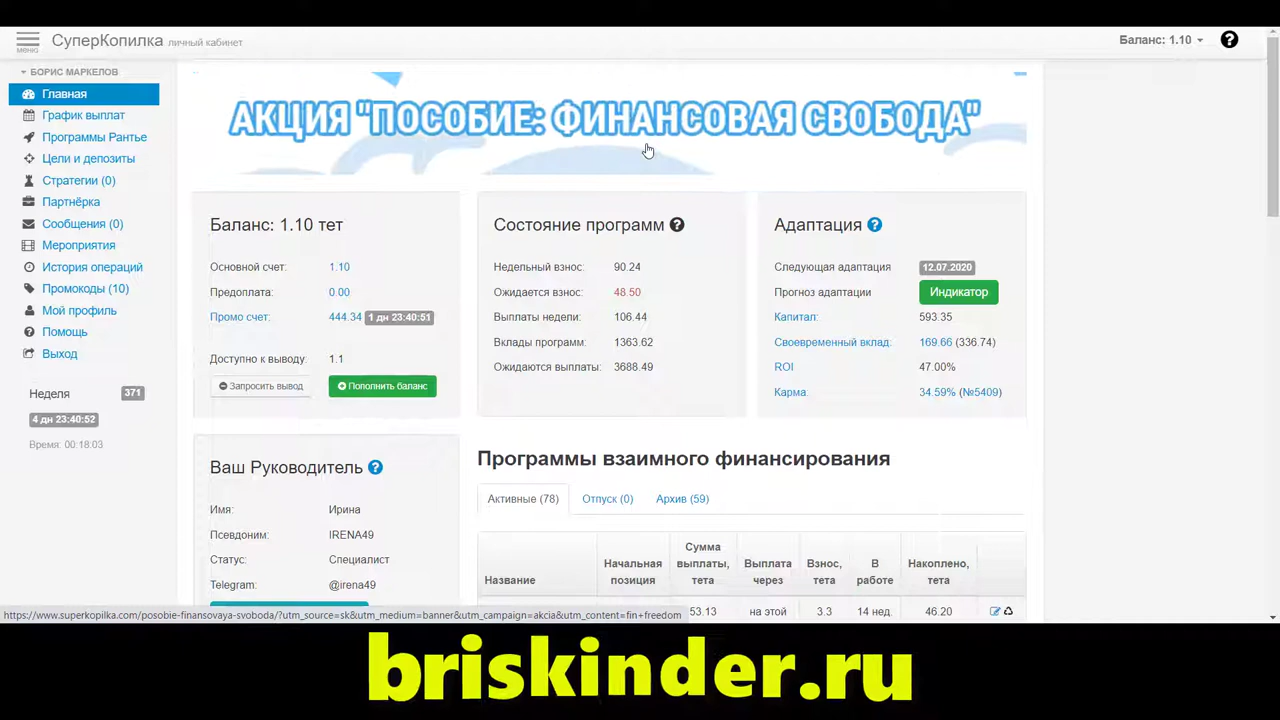 МЕНЮ
СуперКопилка личный кабинет
Баланс: 1.10
БОРИС МАРКЕЛОВ
Главная
График выплат
Программы Рантье
Цели и депозиты
Стратегии (0)
Партнёрка
Сообщения (0)
Мероприятия
История операций
Промокоды (10)
Мой профиль
Помощь
Выход
Неделя 371
4 дн 23:40:52
Время: 00:18.03
АКЦИЯ "ПОСОБИЕ: ФИНАНСОВАЯ СВОБОДА"
Баланс: 1.10 тет
Основной счет: 1.10
Предоплата: 0.00
Промо счет: 444.34 1 дн 23:40:51
Доступно к выводу: 1.1
Запросить вывод Пополнить баланс
Состояние программ ?
Недельный взнос: 90.24
Ожидается взнос: 48.50
Выплаты недели: 106.44
Вклады программ: 1363.62
Ожидаются выплаты: 3688.49
Адаптация ?
Следующая адаптация 12.07.2020
Прогноз адаптации Индикатор
Капитал: 593.35
Своевременный вклад: 169.66 (336.74)
ROI 47.00%
Карма: 34.59% (№5409)
Ваш Руководитель ?
Имя: Ирина
Псевдоним: IRENA49
Статус: Специалист
Telegram: @irena49
Программы взаимного финансирования
Активные (78) Отпуск (0) Архив (59)
Название Начальная позиция Сумма выплаты, тета Выплата через Взнос, тета В работе Накоплено, тета
53.13 на этой 3.3 14 нед. 46.20
https://www.superkopilka.com/posobie-finansovaya-svoboda/?utm_source=sk&utm_medium=banner&utm_campaign=akcia&utm_content=fin+freedom
briskinder.ru